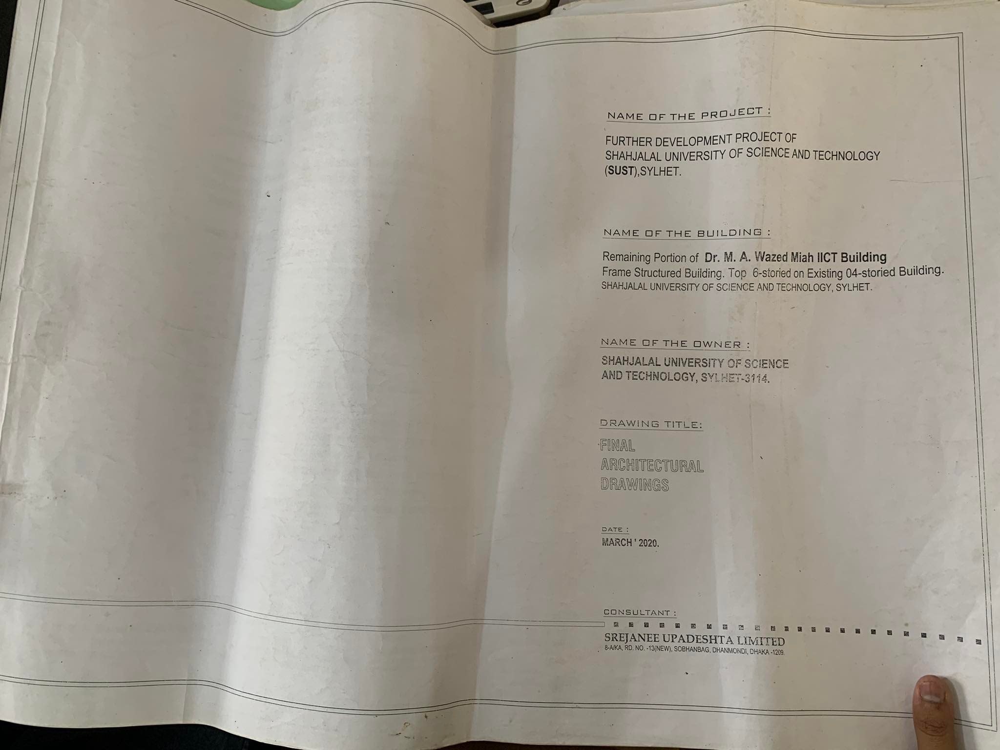 NAME OF THE PROJECT :
FURTHER DEVELOPMENT PROJECT OF
SHAHJALAL UNIVERSITY OF SCIENCE AND TECHNOLOGY
(SUST),SYLHET.
NAME OF THE BUILDING :
Remaining Portion of Dr. M. A. Wazed Miah IICT Building
Frame Structured Building. Top 6-storied on Existing 04-storied Building.
SHAHJALAL UNIVERSITY OF SCIENCE AND TECHNOLOGY, SYLHET.
NAME OF THE OWNER :
SHAHJALAL UNIVERSITY OF SCIENCE
AND TECHNOLOGY, SYLHET-3114.
DRAWING TITLE:
FINAL
ARCHITECTURAL
DRAWINGS
DATE :
MARCH ' 2020.
CONSULTANT :
SREJANEE UPADESHTA LIMITED
8-A/KA, RD. NO. -13(NEW), SOBHANBAG, DHANMONDI, DHAKA -1209.